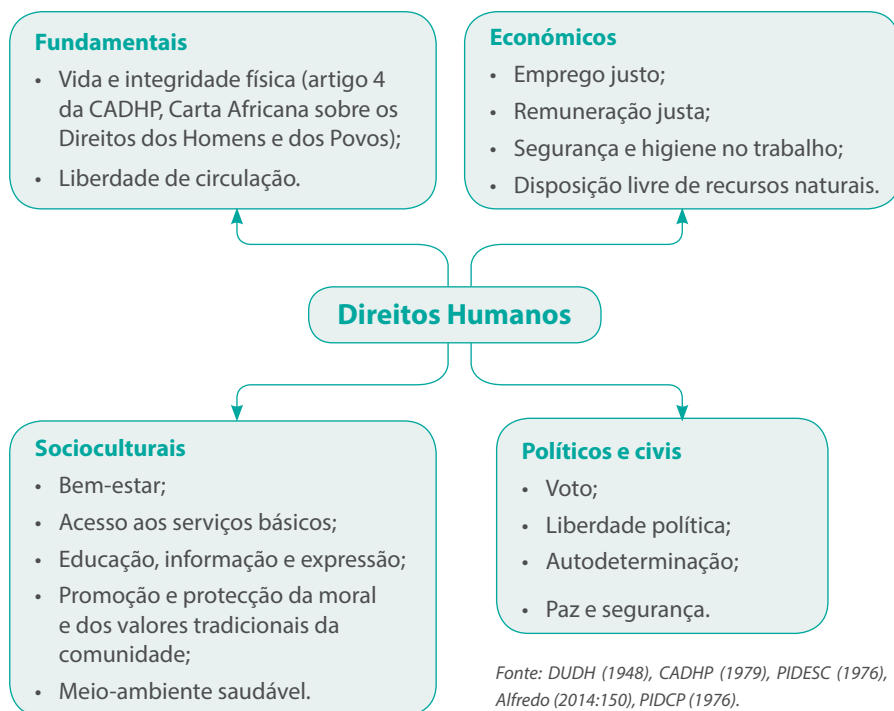 Fundamentais
• Vida e integridade física (artigo 4
da CADHP, Carta Africana sobre os
Direitos dos Homens e dos Povos);
• Liberdade de circulação.
Económicos
• Emprego justo;
• Remuneração justa;
• Segurança e higiene no trabalho;
• Disposição livre de recursos naturais.
Direitos Humanos
Socioculturais
• Bem-estar;
• Acesso aos serviços básicos;
• Educação, informação e expressão;
• Promoção e protecção da moral
e dos valores tradicionais da
comunidade;
• Meio-ambiente saudável.
Políticos e civis
• Voto;
• Liberdade política;
• Autodeterminação;
• Paz e segurança.
Fonte: DUDH (1948), CADHP (1979), PIDESC (1976),
Alfredo (2014:150), PIDCP (1976).